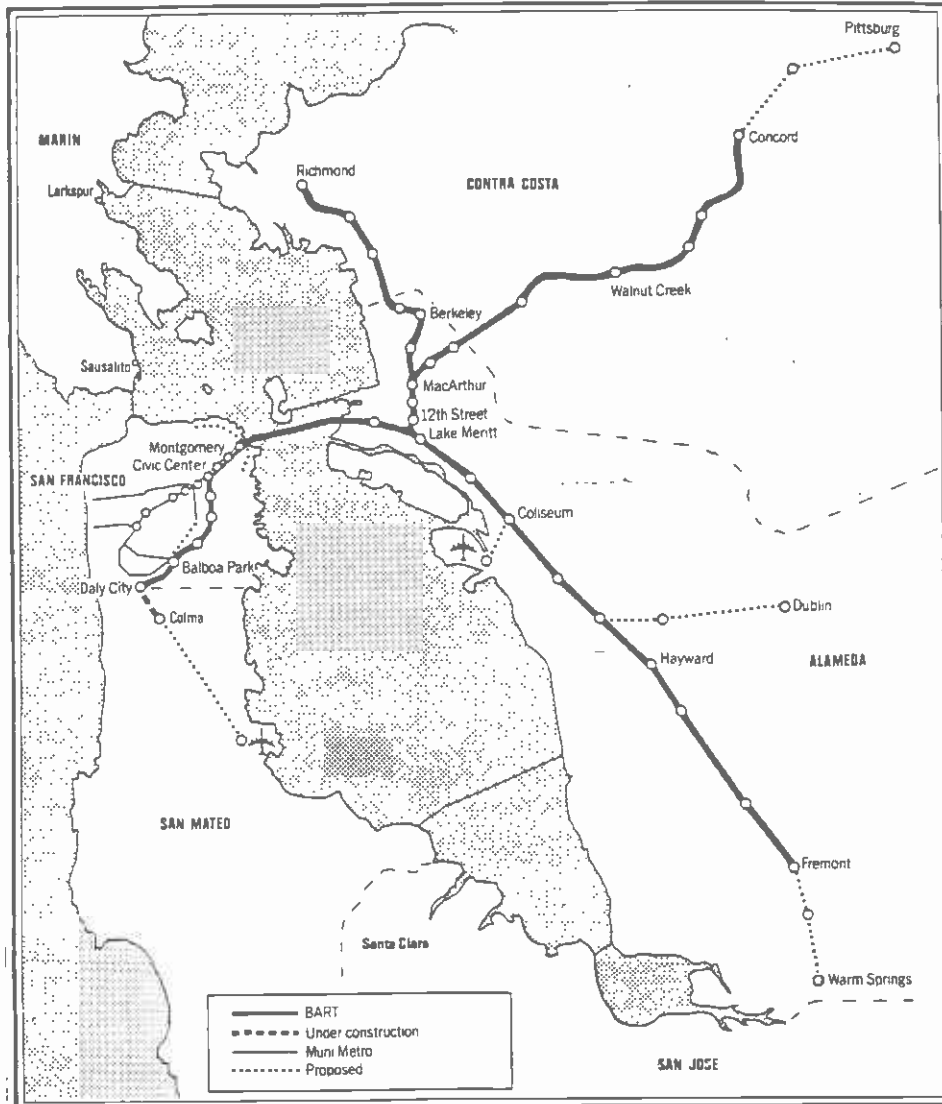 Pittsburg
MARIN
Concord
Richmond
CONTRA COSTA
Larkspur
Walnut Creek
Berkeley
Sausalito
MacArthur
12th Street
Lake Merritt
Montgomery
Civic Center
SAN FRANCISCO
Coliseum
Balboa Park
Daly City
Colma
Dublin
Hayward
ALAMEDA
SAN MATEO
Fremont
Santa Clara
Warm Springs
BART
Under construction
Muni Metro
Proposed
SAN JOSE